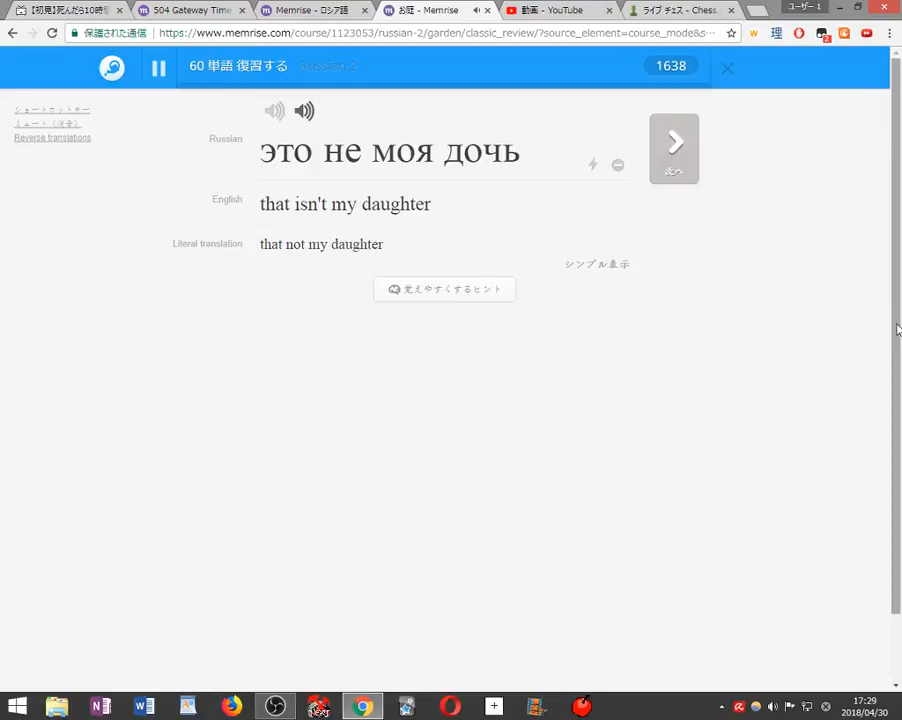 【初見】死んだら10時間
504 Gateway Time-
Memrise - ロシア語
お庭 - Memrise
動画 - YouTube
ライブ チェス - Chess.
ユーザー 1
保護された通信
https://www.memrise.com/course/1123053/russian-2/garden/classic_review/?source_element=course_mode&s…
60 単語 復習する Russian 2
1638
ショートカットキー
ミュート (消音)
Reverse translations
Russian
это не моя дочь
次へ
English
that isn't my daughter
Literal translation
that not my daughter
シンプル表示
覚えやすくするヒント
17:29
2018/04/30